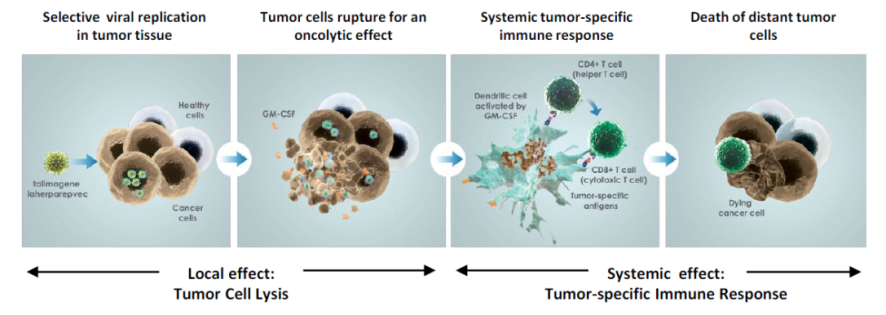 Selective viral replication
in tumor tissue
Tumor cells rupture for an
oncolytic effect
Systemic tumor-specific
immune response
Death of distant tumor
cells
Healthy
cells
talimogene
laherparepvec
Cancer
cells
GM-CSF
CD4+ T cell
(helper T cell)
Dendritic cell
activated by
GM-CSF
CD8+ T cell
(cytotoxic T cell)
Tumor-specific
antigens
Dying
cancer cell
Local effect:
Tumor Cell Lysis
Systemic effect:
Tumor-specific Immune Response